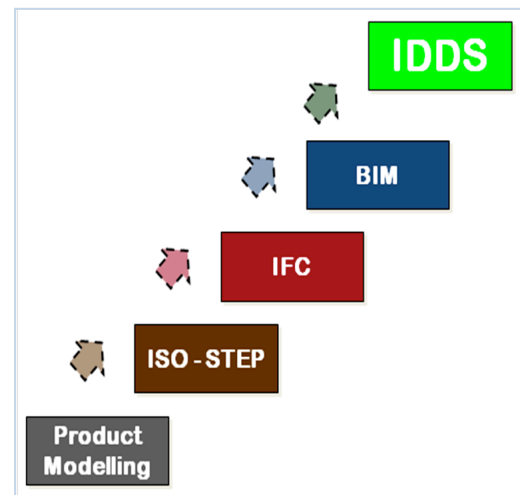 IDDS
BIM
IFC
ISO - STEP
Product
Modelling